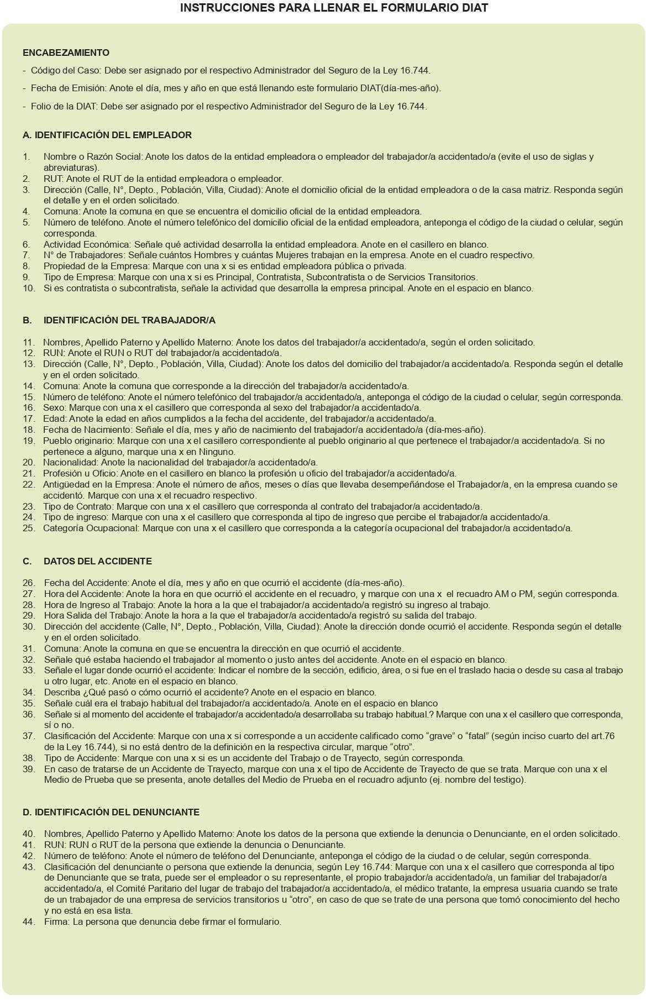 INSTRUCCIONES PARA LLENAR EL FORMULARIO DIAT
ENCABEZAMIENTO
- Código del Caso: Debe ser asignado por el respectivo Administrador del Seguro de la Ley 16.744.
- Fecha de Emisión: Anote el día, mes y año en que está llenando este formulario DIAT(día-mes-año).
- Folio de la DIAT: Debe ser asignado por el respectivo Administrador del Seguro de la Ley 16.744.
A. IDENTIFICACIÓN DEL EMPLEADOR
1. Nombre o Razón Social: Anote los datos de la entidad empleadora o empleador del trabajador/a accidentado/a (evite el uso de siglas y
abreviaturas).
2. RUT: Anote el RUT de la entidad empleadora o empleador.
3. Dirección (Calle, N°, Depto., Población, Villa, Ciudad): Anote el domicilio oficial de la entidad empleadora o de la casa matriz. Responda según
el detalle y en el orden solicitado.
4. Comuna: Anote la comuna en que se encuentra el domicilio oficial de la entidad empleadora.
5. Número de teléfono. Anote el número telefónico del domicilio oficial de la entidad empleadora, anteponga el código de la ciudad o celular, según
corresponda.
6. Actividad Económica: Señale qué actividad desarrolla la entidad empleadora. Anote en el casillero en blanco.
7. N° de Trabajadores: Señale cuántos Hombres y cuántas Mujeres trabajan en la empresa. Anote en el cuadro respectivo.
8. Propiedad de la Empresa: Marque con una x si es entidad empleadora pública o privada.
9. Tipo de Empresa: Marque con una x si es Principal, Contratista, Subcontratista o de Servicios Transitorios.
10. Si es contratista o subcontratista, señale la actividad que desarrolla la empresa principal. Anote en el espacio en blanco.
B. IDENTIFICACIÓN DEL TRABAJADOR/A
11. Nombres, Apellido Paterno y Apellido Materno: Anote los datos del trabajador/a accidentado/a, según el orden solicitado.
12. RUN: Anote el RUN o RUT del trabajador/a accidentado/a.
13. Dirección (Calle, N°, Depto., Población, Villa, Ciudad): Anote los datos del domicilio del trabajador/a accidentado/a. Responda según el detalle
y en el orden solicitado.
14. Comuna: Anote la comuna que corresponde a la dirección del trabajador/a accidentado/a.
15. Número de teléfono: Anote el número telefónico del trabajador/a accidentado/a, anteponga el código de la ciudad o celular, según corresponda.
16. Sexo: Marque con una x el casillero que corresponda al sexo del trabajador/a accidentado/a.
17. Edad: Anote la edad en años cumplidos a la fecha del accidente, del trabajador/a accidentado/a.
18. Fecha de Nacimiento: Señale el día, mes y año de nacimiento del trabajador/a accidentado/a (día-mes-año).
19. Pueblo originario: Marque con una x el casillero correspondiente al pueblo originario al que pertenece el trabajador/a accidentado/a. Si no
pertenece a alguno, marque una x en Ninguno.
20. Nacionalidad: Anote la nacionalidad del trabajador/a accidentado/a.
21. Profesión u Oficio: Anote en el casillero en blanco la profesión u oficio del trabajador/a accidentado/a.
22. Antigüedad en la Empresa: Anote el número de años, meses o días que llevaba desempeñándose el Trabajador/a, en la empresa cuando se
accidentó. Marque con una x el recuadro respectivo.
23. Tipo de Contrato: Marque con una x el casillero que corresponda al contrato del trabajador/a accidentado/a.
24. Tipo de ingreso: Marque con una x el casillero que corresponda al tipo de ingreso que percibe el trabajador/a accidentado/a.
25. Categoría Ocupacional: Marque con una x el casillero que corresponda a la categoría ocupacional del trabajador/a accidentado/a.
C. DATOS DEL ACCIDENTE
26. Fecha del Accidente: Anote el día, mes y año en que ocurrió el accidente (día-mes-año).
27. Hora del Accidente: Anote la hora en que ocurrió el accidente en el recuadro, y marque con una x el recuadro AM o PM, según corresponda.
28. Hora de Ingreso al Trabajo: Anote la hora a la que el trabajador/a accidentado/a registró su ingreso al trabajo.
29. Hora Salida del Trabajo: Anote la hora a la que el trabajador/a accidentado/a registró su salida del trabajo.
30. Dirección del accidente (Calle, N°, Depto., Población, Villa, Ciudad): Anote la dirección donde ocurrió el accidente. Responda según el detalle
y en el orden solicitado.
31. Comuna: Anote la comuna en que se encuentra la dirección en que ocurrió el accidente.
32. Señale qué estaba haciendo el trabajador al momento o justo antes del accidente. Anote en el espacio en blanco.
33. Señale el lugar donde ocurrió el accidente: Indicar el nombre de la sección, edificio, área, o si fue en el traslado hacia o desde su casa al trabajo
u otro lugar, etc. Anote en el espacio en blanco.
34. Describa ¿Qué pasó o cómo ocurrió el accidente? Anote en el espacio en blanco.
35. Señale cuál era el trabajo habitual del trabajador/a accidentado/a. Anote en el espacio en blanco
36. Señale si al momento del accidente el trabajador/a accidentado/a desarrollaba su trabajo habitual.? Marque con una x el casillero que corresponda,
sí o no.
37. Clasificación del Accidente: Marque con una x si corresponde a un accidente calificado como “grave” o “fatal” (según inciso cuarto del art.76
de la Ley 16.744), si no está dentro de la definición en la respectiva circular, marque “otro”.
38. Tipo de Accidente: Marque con una x si es un accidente del Trabajo o de Trayecto, según corresponda.
39. En caso de tratarse de un Accidente de Trayecto, marque con una x el tipo de Accidente de Trayecto de que se trata. Marque con una x el
Medio de Prueba que se presenta, anote detalles del Medio de Prueba en el recuadro adjunto (ej. nombre del testigo).
D. IDENTIFICACIÓN DEL DENUNCIANTE
40. Nombres, Apellido Paterno y Apellido Materno: Anote los datos de la persona que extiende la denuncia o Denunciante, en el orden solicitado.
41. RUN: RUN o RUT de la persona que extiende la denuncia o Denunciante.
42. Número de teléfono: Anote el número de teléfono del Denunciante, anteponga el código de la ciudad o de celular, según corresponda.
43. Clasificación del denunciante o persona que extiende la denuncia, según Ley 16.744: Marque con una x el casillero que corresponda al tipo
de Denunciante que se trata, puede ser el empleador o su representante, el propio trabajador/a accidentado/a, un familiar del trabajador/a
accidentado/a, el Comité Paritario del lugar de trabajo del trabajador/a accidentado/a, el médico tratante, la empresa usuaria cuando se trate
de un trabajador de una empresa de servicios transitorios u “otro”, en caso de que se trate de una persona que tomó conocimiento del hecho
y no está en esa lista.
44. Firma: La persona que denuncia debe firmar el formulario.